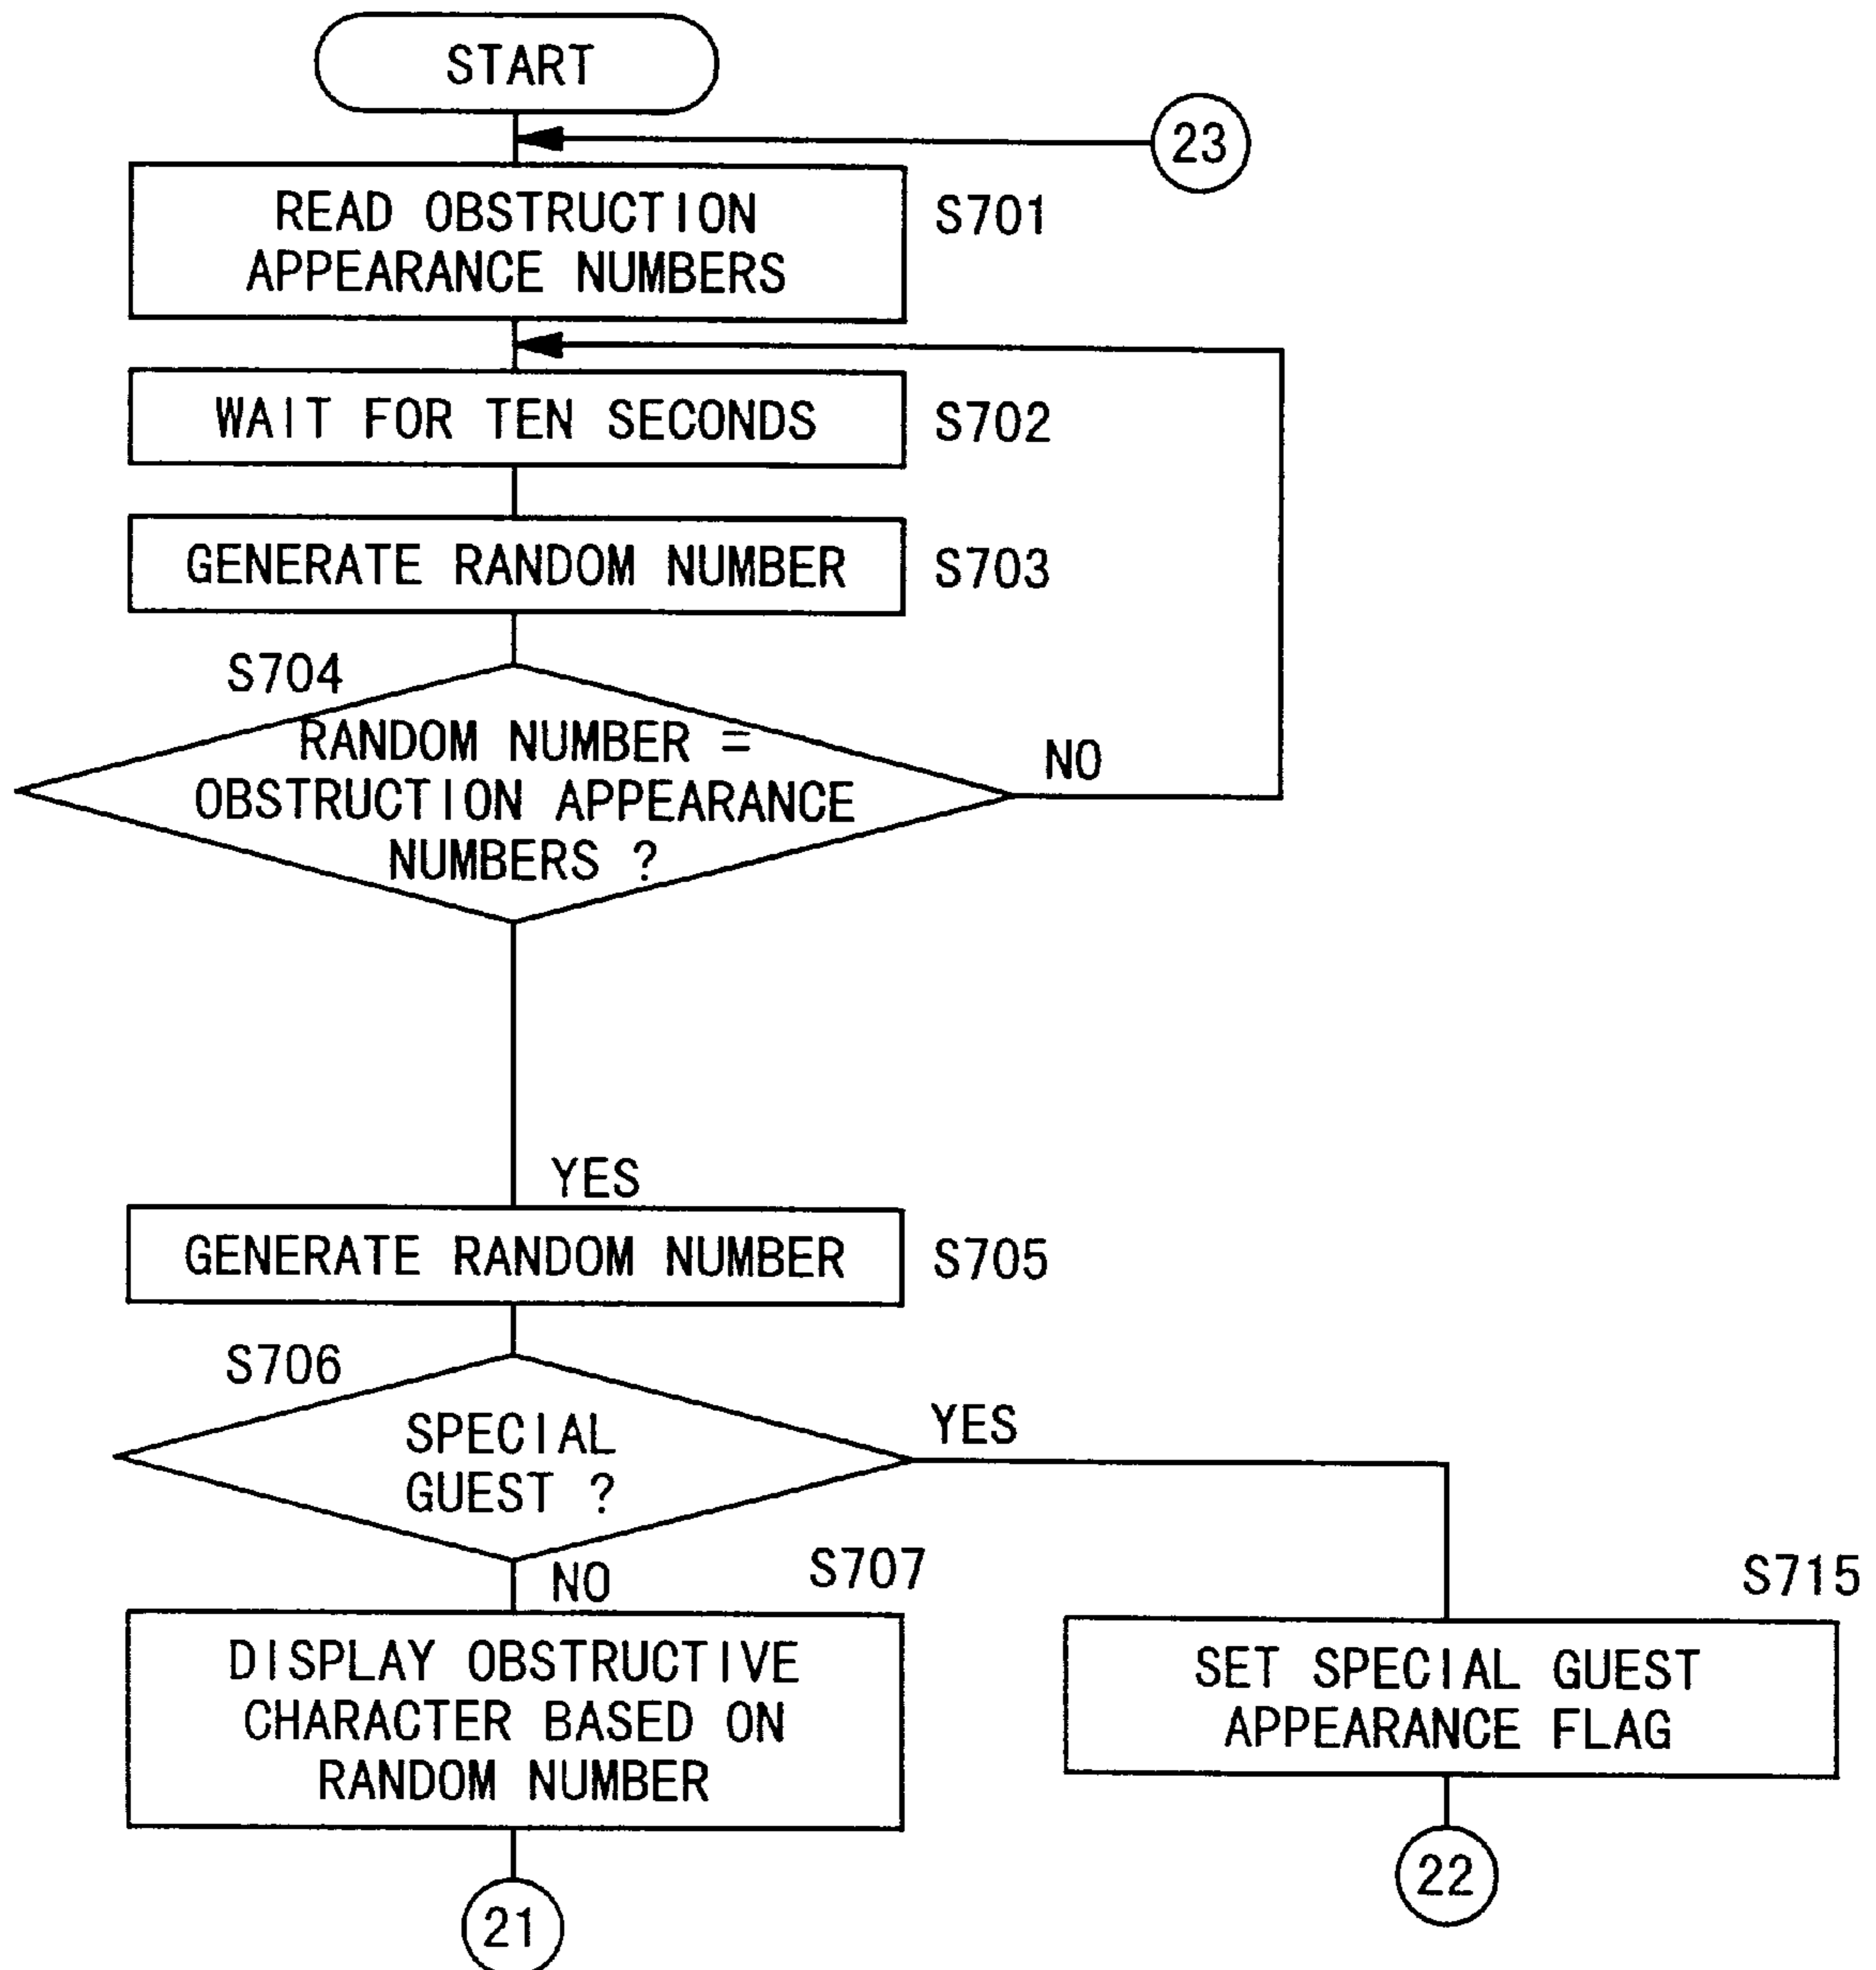 START
23
READ OBSTRUCTION
APPEARANCE NUMBERS
S701
WAIT FOR TEN SECONDS
S702
GENERATE RANDOM NUMBER
S703
S704
RANDOM NUMBER =
OBSTRUCTION APPEARANCE
NUMBERS ?
NO
YES
GENERATE RANDOM NUMBER
S705
S706
SPECIAL
GUEST ?
YES
NO
S707
DISPLAY OBSTRUCTIVE
CHARACTER BASED ON
RANDOM NUMBER
S715
SET SPECIAL GUEST
APPEARANCE FLAG
22
21